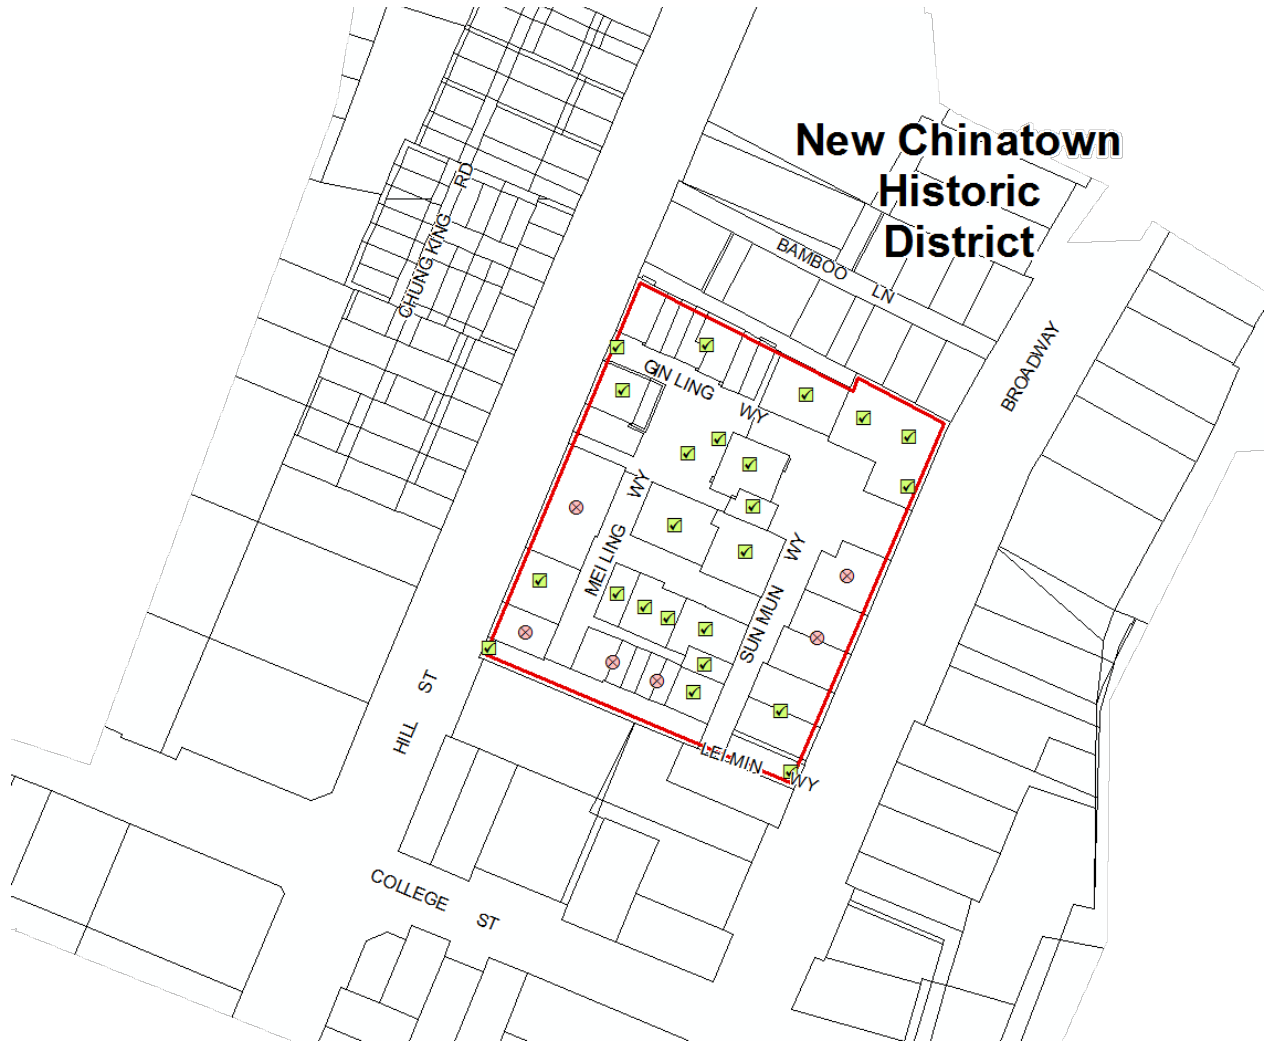 New Chinatown
Historic
District
CHUNG KING RD
BAMBOO LN
BROADWAY
GIN LING WY
MEI LING WY
SUN MUN WY
HILL ST
LEI MIN WY
COLLEGE ST